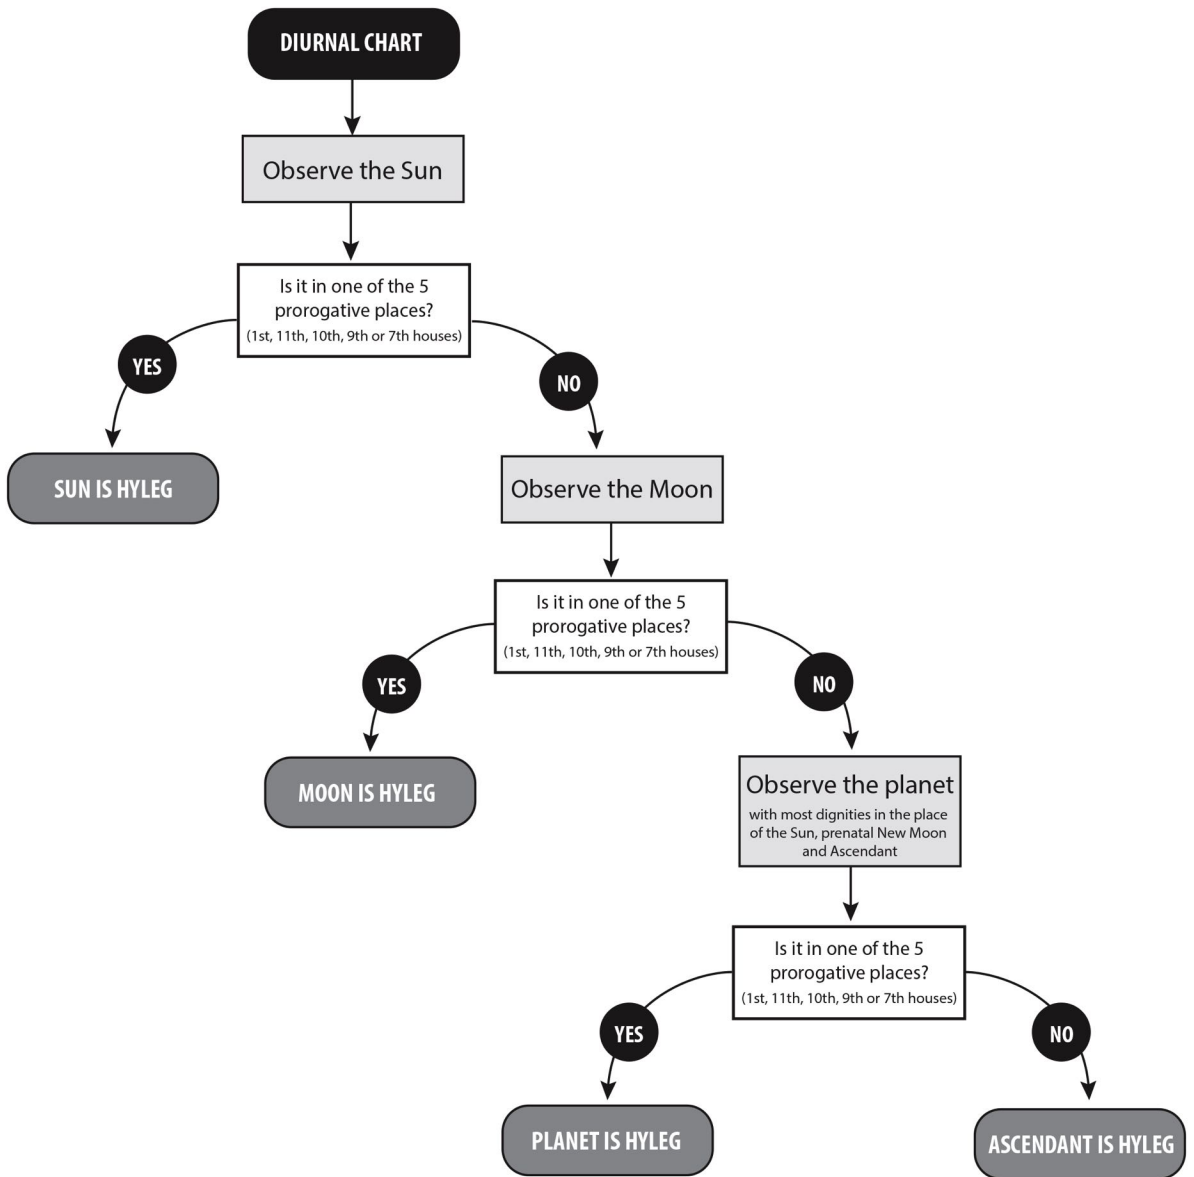 DIURNAL CHART
Observe the Sun
Is it in one of the 5
prorogative places?
(1st, 11th, 10th, 9th or 7th houses)
YES
NO
SUN IS HYLEG
Observe the Moon
Is it in one of the 5
prorogative places?
(1st, 11th, 10th, 9th or 7th houses)
YES
NO
MOON IS HYLEG
Observe the planet
with most dignities in the place
of the Sun, prenatal New Moon
and Ascendant
Is it in one of the 5
prorogative places?
(1st, 11th, 10th, 9th or 7th houses)
YES
NO
PLANET IS HYLEG
ASCENDANT IS HYLEG